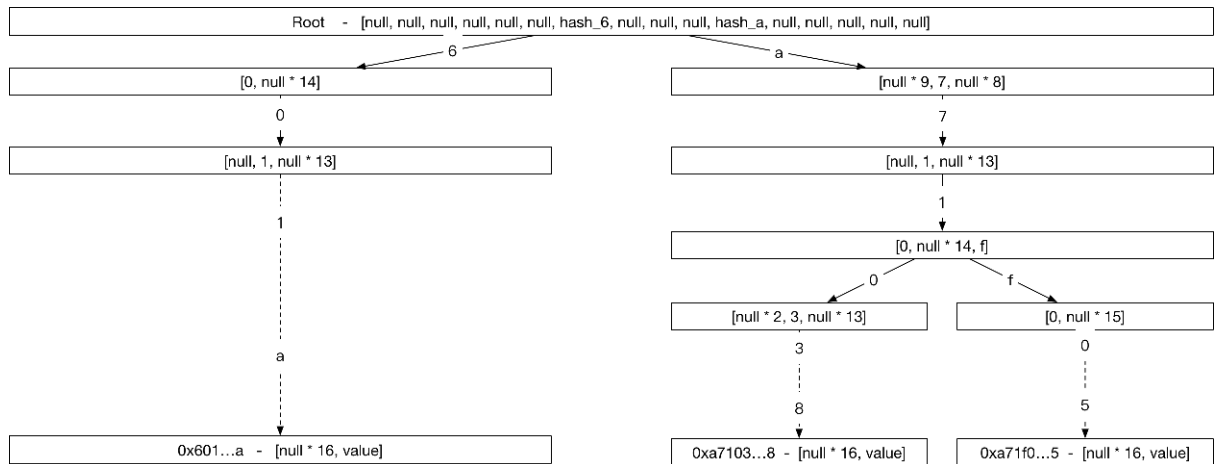 Root - [null, null, null, null, null, null, hash_6, null, null, null, hash_a, null, null, null, null, null]
6
a
[0, null * 14]
[null * 9, 7, null * 8]
0
7
[null, 1, null * 13]
[null, 1, null * 13]
1
1
[0, null * 14, f]
0
f
[null * 2, 3, null * 13]
[0, null * 15]
3
0
a
8
5
0x601...a - [null * 16, value]
0xa7103...8 - [null * 16, value]
0xa71f0...5 - [null * 16, value]